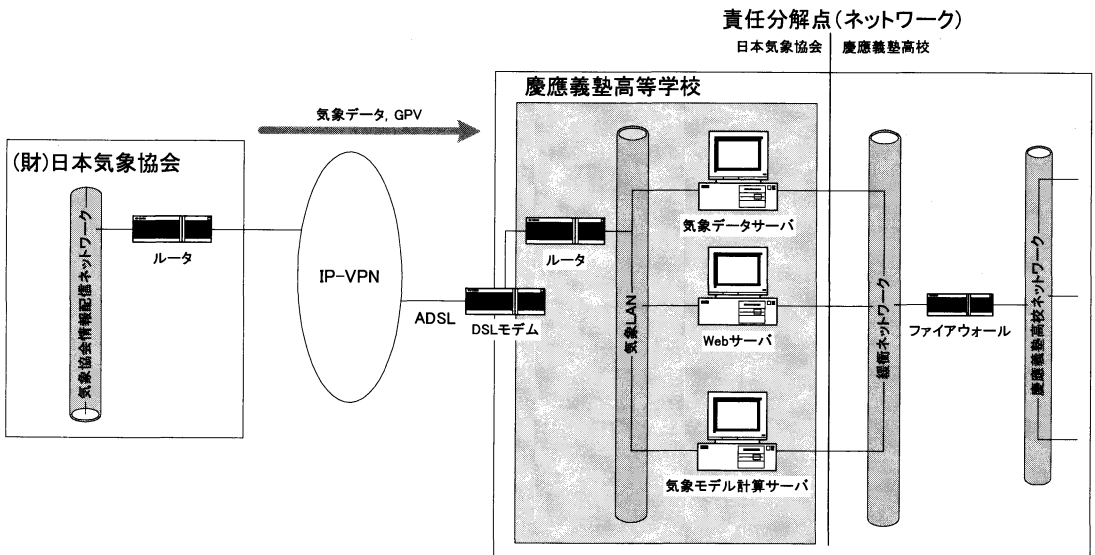 責任分解点(ネットワーク)
日本気象協会 慶應義塾高校
慶應義塾高等学校
気象データ, GPV
(財)日本気象協会
気象協会情報配信ネットワーク
ルータ
IP-VPN
ADSL
DSLモデム
ルータ
気象LAN
気象データサーバ
Webサーバ
気象モデル計算サーバ
緩衝ネットワーク
ファイアウォール
慶應義塾高校ネットワーク